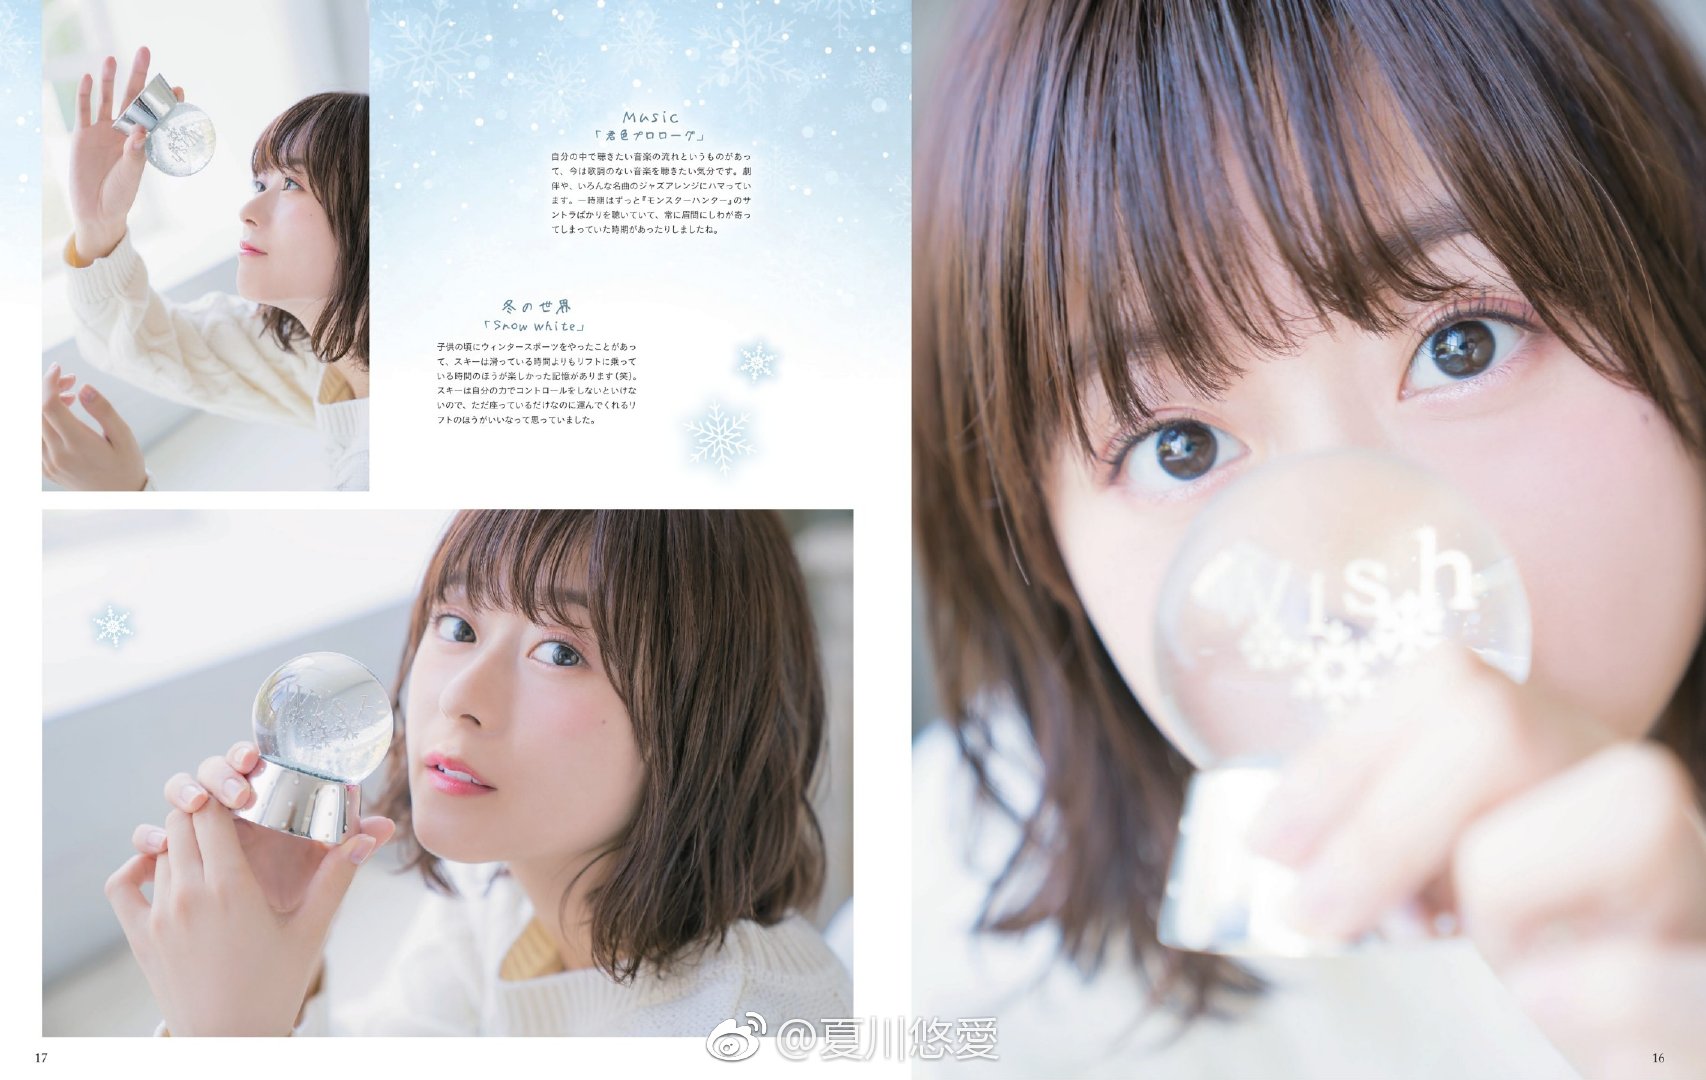 Music
「君色プロローグ」
自分の中で聴きたい音楽の流れというものがあっ
て、今は歌詞のない音楽を聴きたい気分です。劇
伴や、いろんな名曲のジャズアレンジにハマってい
ます。一時期はずっと『モンスターハンター』のサ
ントラばかりを聴いていて、常に眉間にしわが寄っ
てしまっていた時期があったりしましたね。
冬の世界
「Snow White」
子供の頃にウィンタースポーツをやったことがあっ
て、スキーは滑っている時間よりもリフトに乗って
いる時間のほうが楽しかった記憶があります（笑）。
スキーは自分の力でコントロールをしないといけな
いので、ただ座っているだけなのに運んでくれるリ
フトのほうがいいなって思っていました。
Wish
Wish
@夏川悠愛
17
16